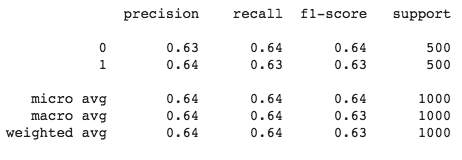 precision recall f1-score support
0 0.63 0.64 0.64 500
1 0.64 0.63 0.63 500
micro avg 0.64 0.64 0.64 1000
macro avg 0.64 0.64 0.63 1000
weighted avg 0.64 0.64 0.63 1000